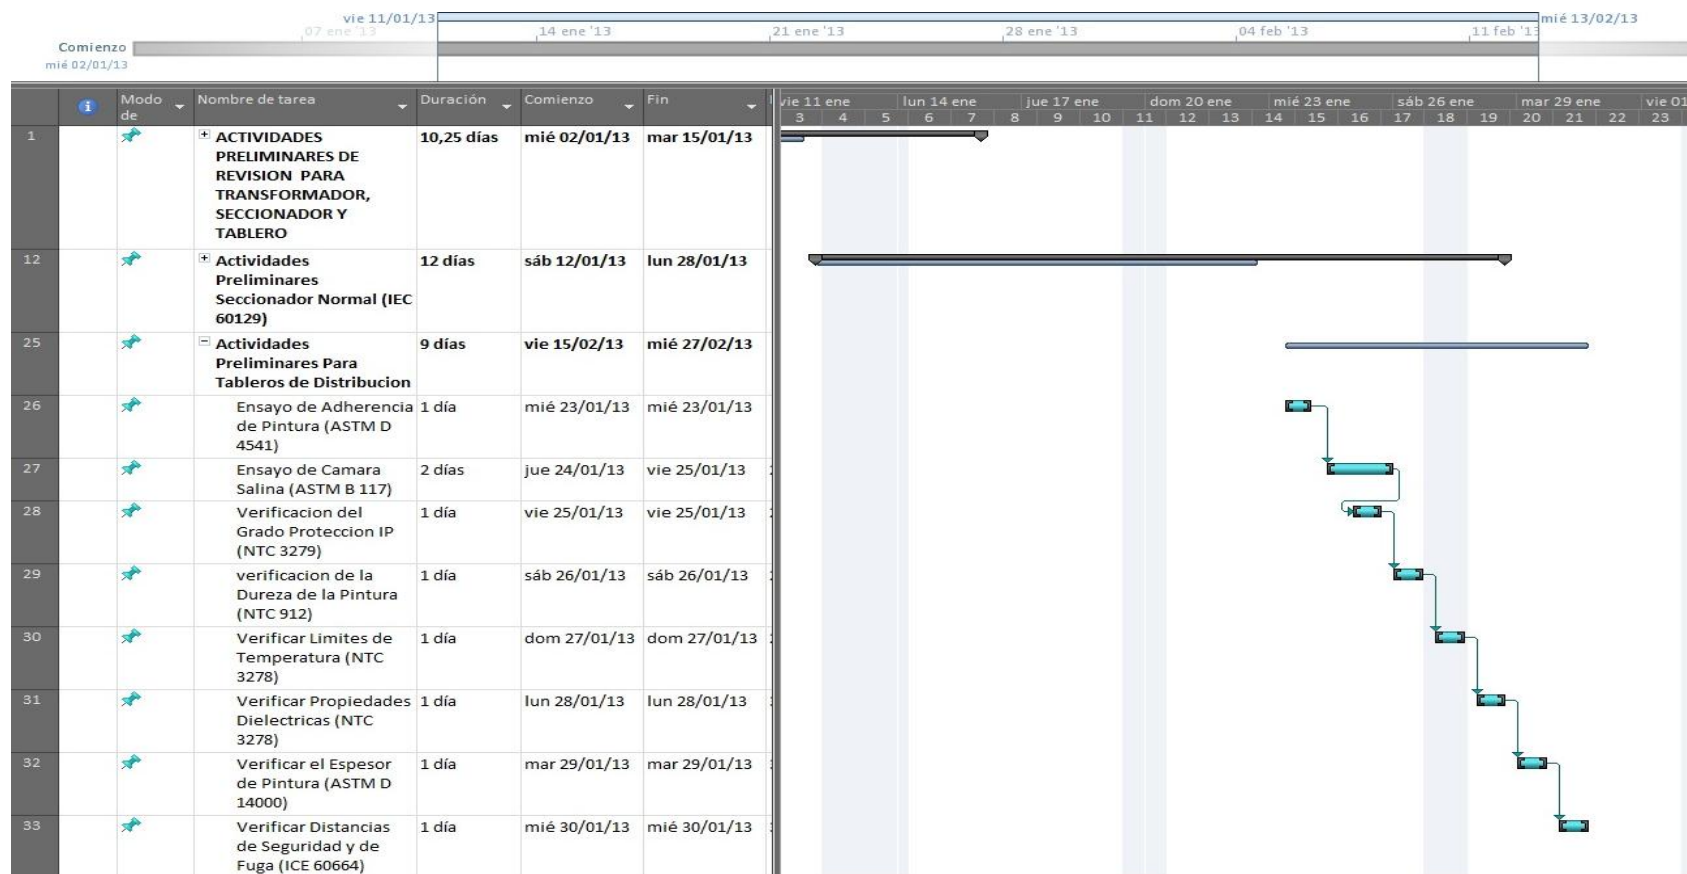 vie 11/01/13
mié 13/02/13
07 ene '13
14 ene '13
21 ene '13
28 ene '13
04 feb '13
11 feb '13
Comienzo
mié 02/01/13
Modo de
Nombre de tarea
Duración
Comienzo
Fin
vie 11 ene
lun 14 ene
jue 17 ene
dom 20 ene
mié 23 ene
sáb 26 ene
mar 29 ene
vie 01
3 4 5 6 7 8 9 10 11 12 13 14 15 16 17 18 19 20 21 22 23
1 ACTIVIDADES 10,25 días mié 02/01/13 mar 15/01/13
PRELIMINARES DE
REVISION PARA
TRANSFORMADOR,
SECCIONADOR Y
TABLERO
12 Actividades 12 días sáb 12/01/13 lun 28/01/13
Preliminares
Seccionador Normal (IEC
60129)
25 Actividades 9 días vie 15/02/13 mié 27/02/13
Preliminares Para
Tableros de Distribucion
26 Ensayo de Adherencia 1 día mié 23/01/13 mié 23/01/13
de Pintura (ASTM D
4541)
27 Ensayo de Camara 2 días jue 24/01/13 vie 25/01/13
Salina (ASTM B 117)
28 Verificacion del 1 día vie 25/01/13 vie 25/01/13
Grado Proteccion IP
(NTC 3279)
29 verificacion de la 1 día sáb 26/01/13 sáb 26/01/13
Dureza de la Pintura
(NTC 912)
30 Verificar Limites de 1 día dom 27/01/13 dom 27/01/13
Temperatura (NTC
3278)
31 Verificar Propiedades 1 día lun 28/01/13 lun 28/01/13
Dielectricas (NTC
3278)
32 Verificar el Espesor 1 día mar 29/01/13 mar 29/01/13
de Pintura (ASTM D
14000)
33 Verificar Distancias 1 día mié 30/01/13 mié 30/01/13
de Seguridad y de
Fuga (ICE 60664)